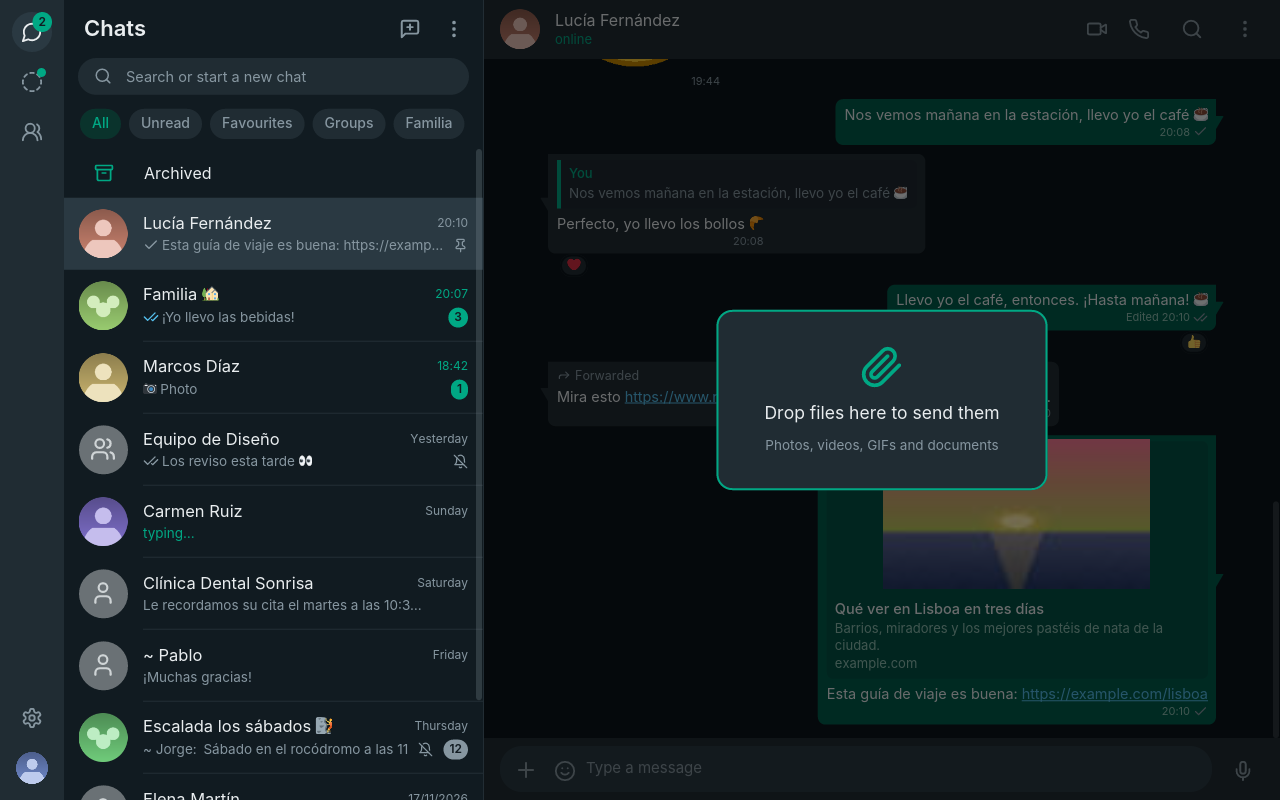 2
Chats
Search or start a new chat
All
Unread
Favourites
Groups
Familia
Archived
Lucía Fernández
20:10
Esta guía de viaje es buena: https://examp...
Familia
20:07
¡Yo llevo las bebidas!
3
Marcos Díaz
18:42
Photo
1
Equipo de Diseño
Yesterday
Los reviso esta tarde
Carmen Ruiz
Sunday
typing...
Clínica Dental Sonrisa
Saturday
Le recordamos su cita el martes a las 10:3...
~ Pablo
Friday
¡Muchas gracias!
Escalada los sábados
Thursday
~ Jorge: Sábado en el rocódromo a las 11
12
Elena Martín
17/11/2026
Lucía Fernández
online
19:44
Nos vemos mañana en la estación, llevo yo el café
20:08
You
Nos vemos mañana en la estación, llevo yo el café
Perfecto, yo llevo los bollos
20:08
Llevo yo el café, entonces. ¡Hasta mañana!
Edited 20:10
Forwarded
Mira esto https://www.
Drop files here to send them
Photos, videos, GIFs and documents
Qué ver en Lisboa en tres días
Barrios, miradores y los mejores pastéis de nata de la
ciudad.
example.com
Esta guía de viaje es buena: https://example.com/lisboa
20:10
Type a message